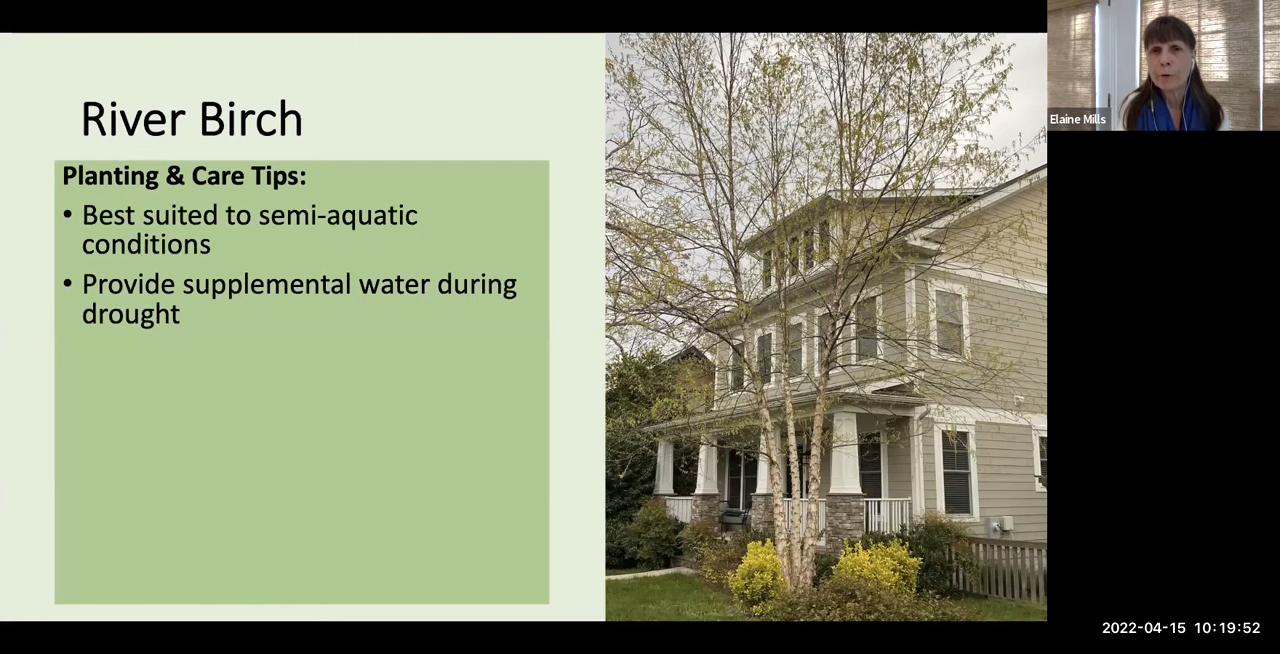 River Birch
Planting & Care Tips:
• Best suited to semi-aquatic
conditions
• Provide supplemental water during
drought
Elaine Mills
2022-04-15 10:19:52